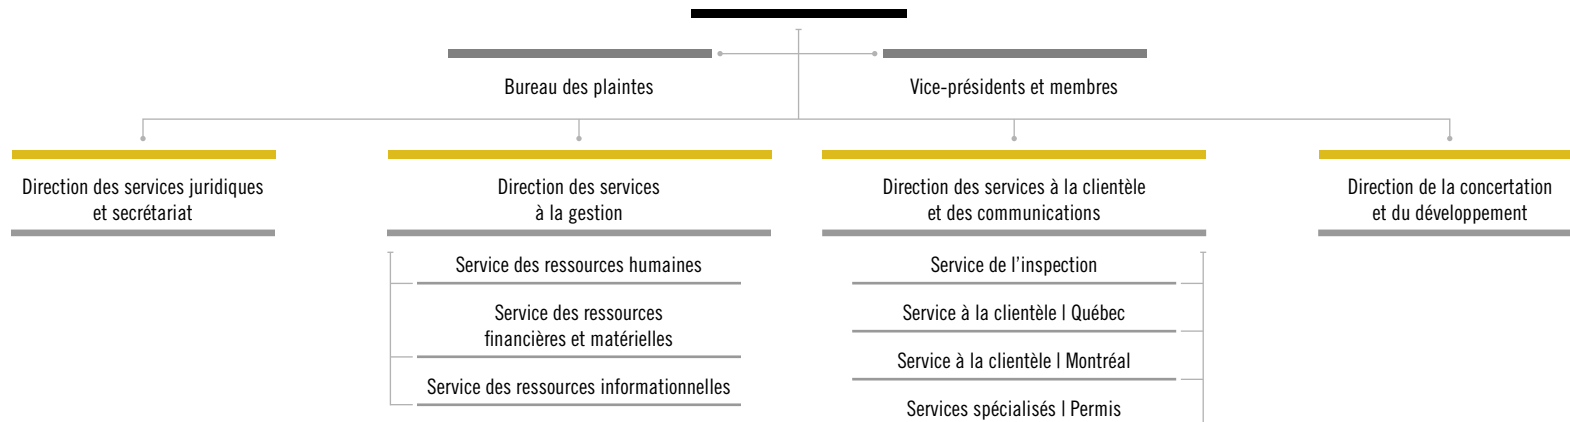 Bureau des plaintes
Vice-présidents et membres
Direction des services juridiques
et secrétariat
Direction des services
à la gestion
Service des ressources humaines
Service des ressources
financières et matérielles
Service des ressources informationnelles
Direction des services à la clientèle
et des communications
Service de l’inspection
Service à la clientèle | Québec
Service à la clientèle | Montréal
Services spécialisés | Permis
Direction de la concertation
et du développement